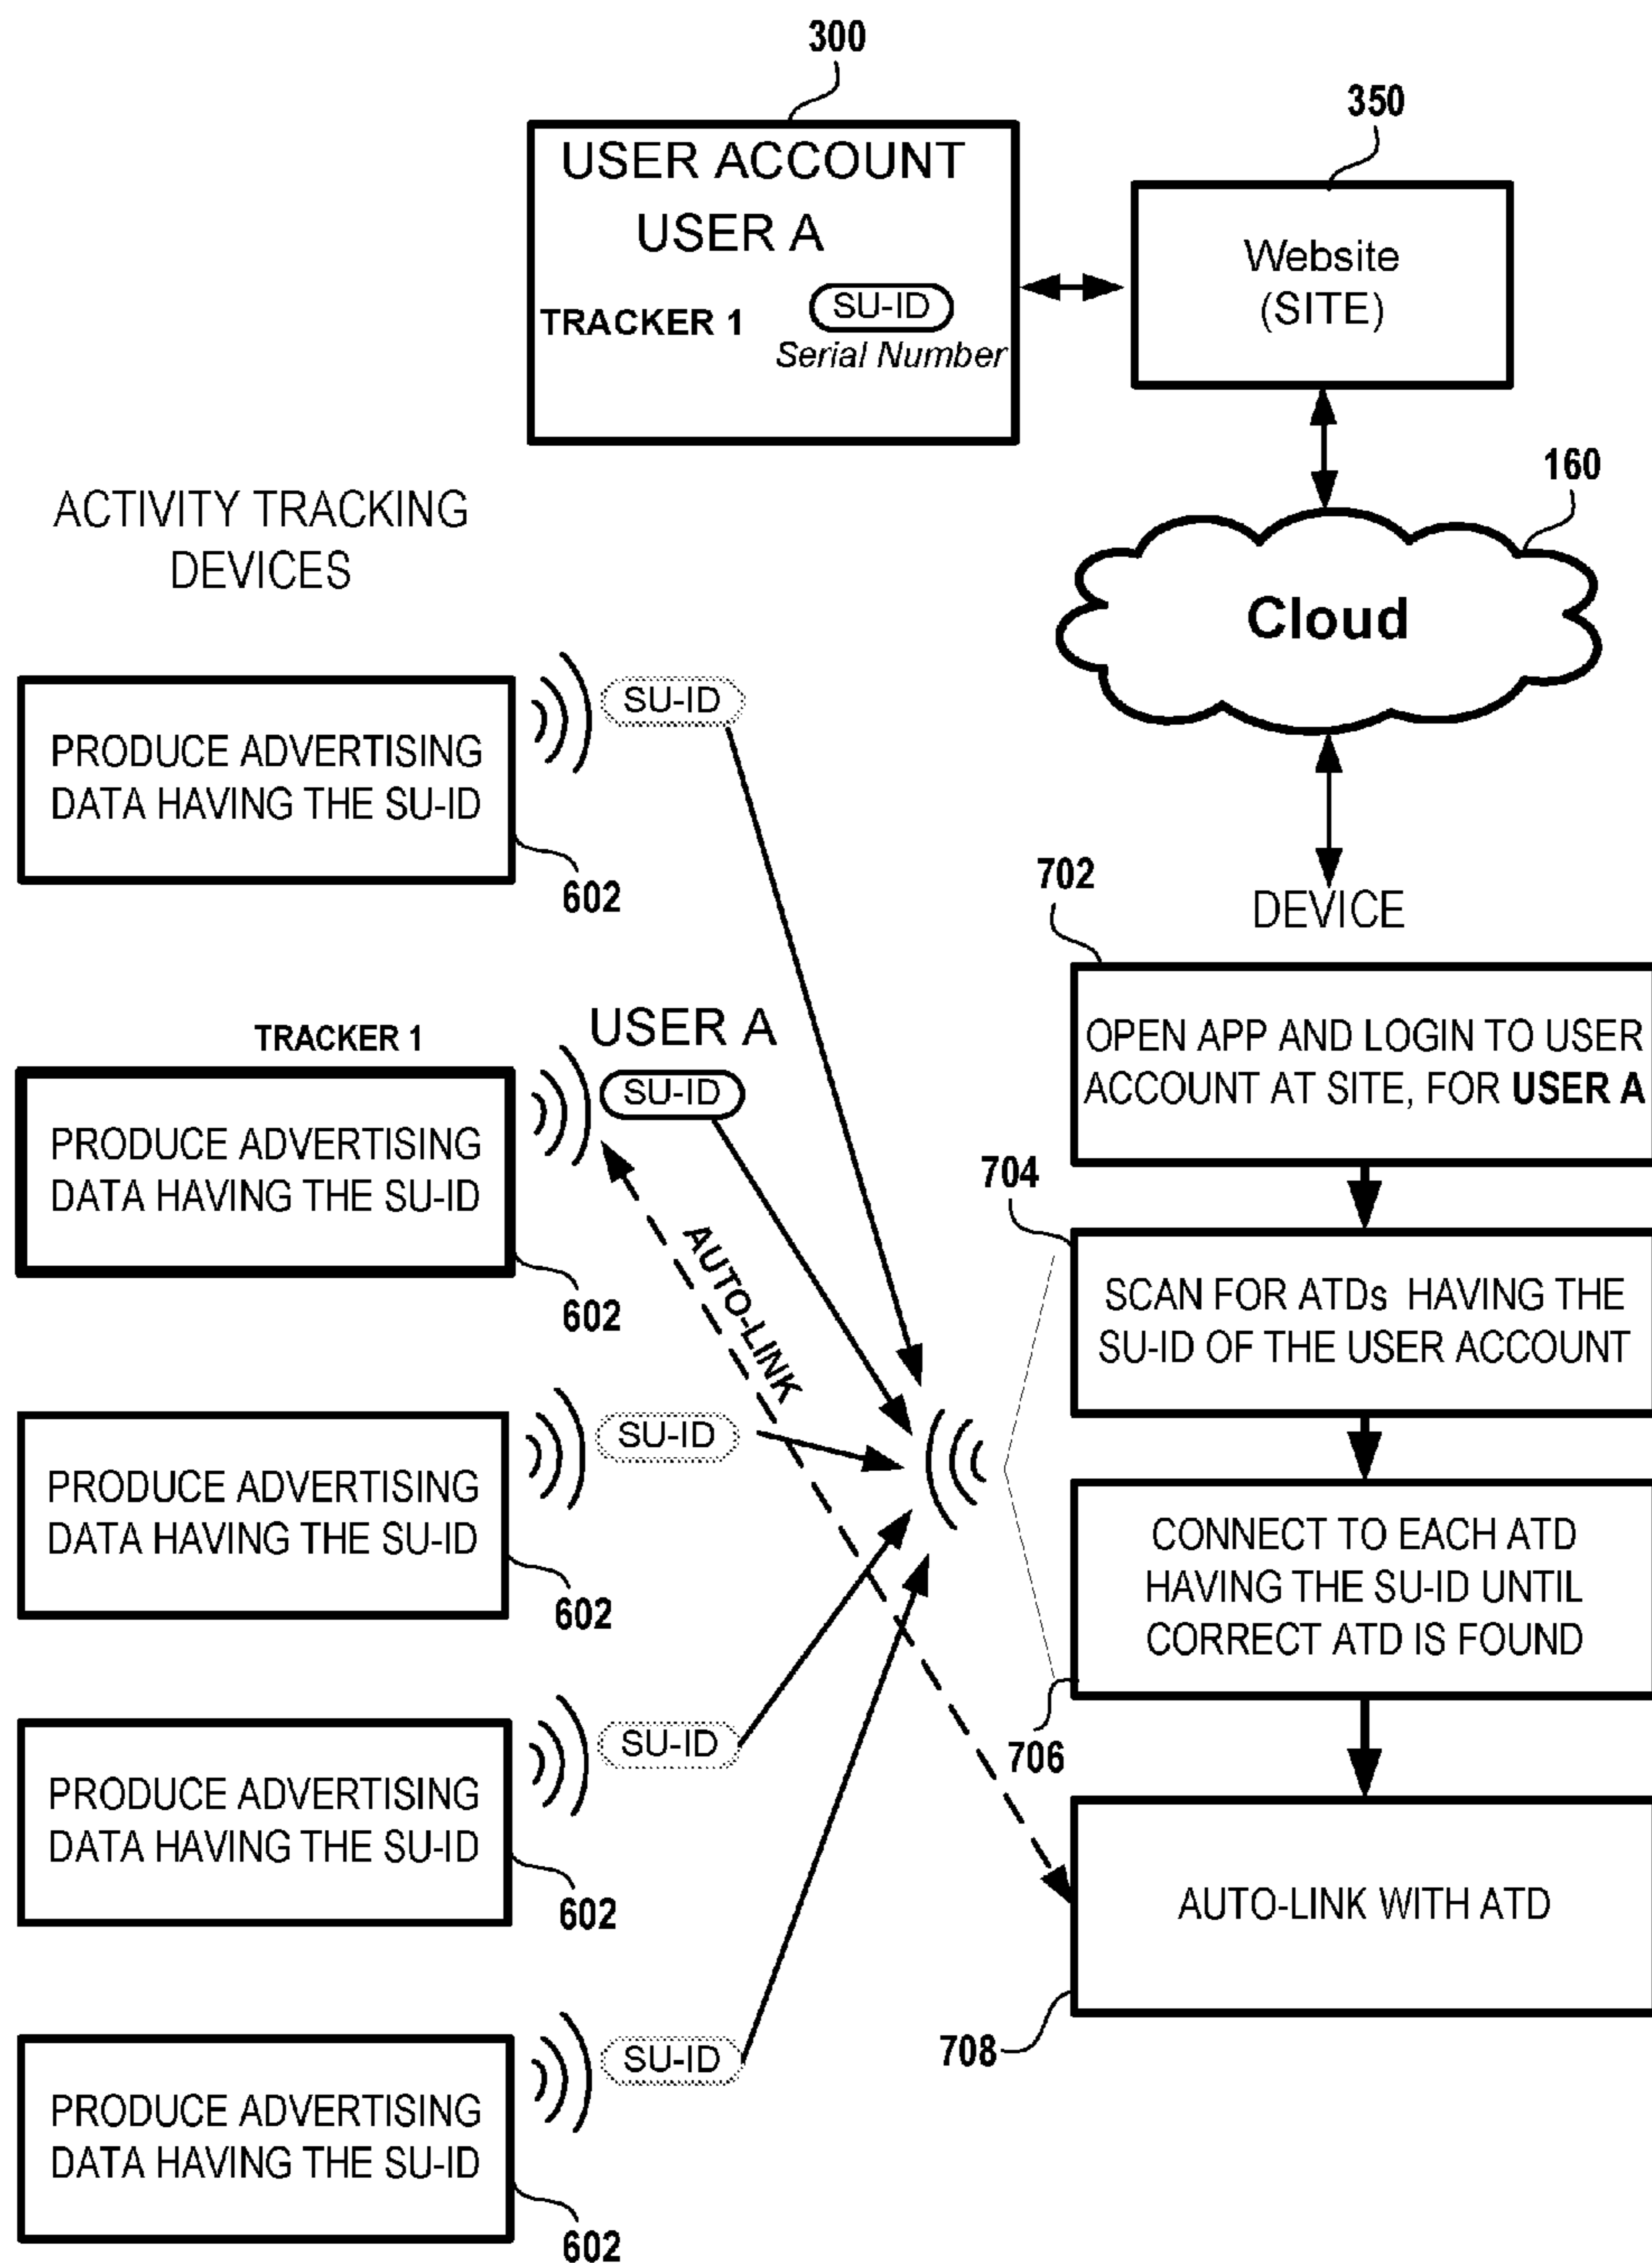 300
USER ACCOUNT
USER A
TRACKER 1
SU-ID
Serial Number
350
Website
(SITE)
160
Cloud
ACTIVITY TRACKING
DEVICES
PRODUCE ADVERTISING
DATA HAVING THE SU-ID
602
SU-ID
TRACKER 1
USER A
SU-ID
PRODUCE ADVERTISING
DATA HAVING THE SU-ID
602
AUTO-LINK
PRODUCE ADVERTISING
DATA HAVING THE SU-ID
602
SU-ID
PRODUCE ADVERTISING
DATA HAVING THE SU-ID
602
SU-ID
PRODUCE ADVERTISING
DATA HAVING THE SU-ID
602
SU-ID
DEVICE
702
OPEN APP AND LOGIN TO USER
ACCOUNT AT SITE, FOR USER A
704
SCAN FOR ATDs HAVING THE
SU-ID OF THE USER ACCOUNT
CONNECT TO EACH ATD
HAVING THE SU-ID UNTIL
CORRECT ATD IS FOUND
706
AUTO-LINK WITH ATD
708